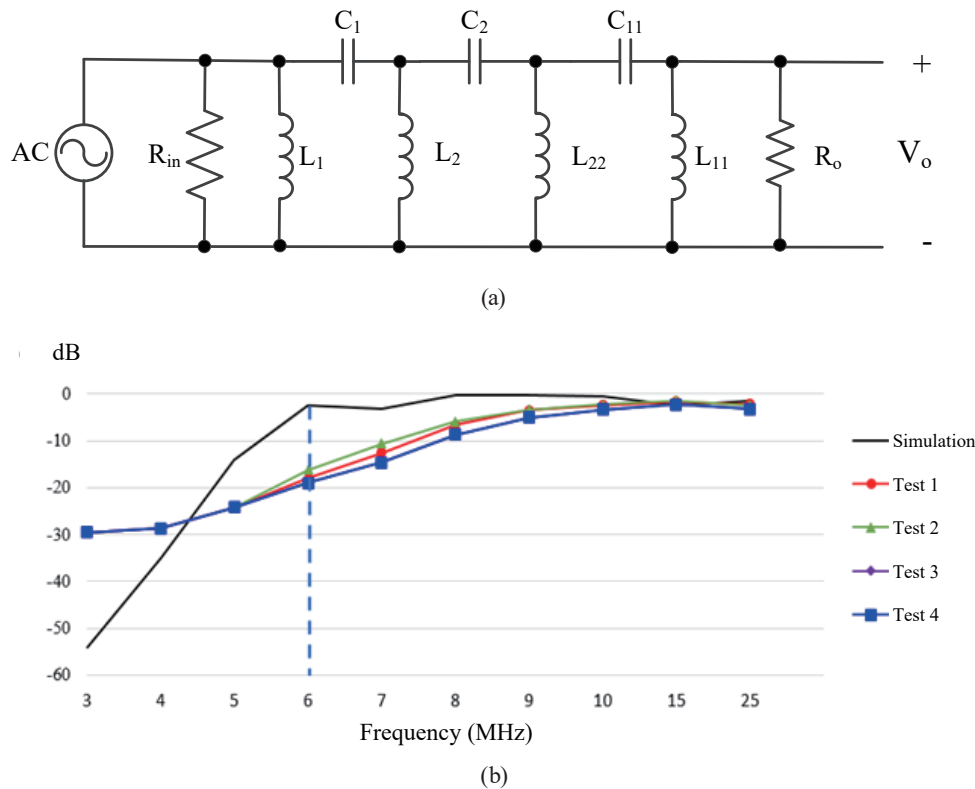 C1 C2 C11
AC Rin L1 L2 L22 L11 Ro Vo
+
-
(a)
dB
0
-10
-20
-30
-40
-50
-60
3 4 5 6 7 8 9 10 15 25
Frequency (MHz)
Simulation
Test 1
Test 2
Test 3
Test 4
(b)